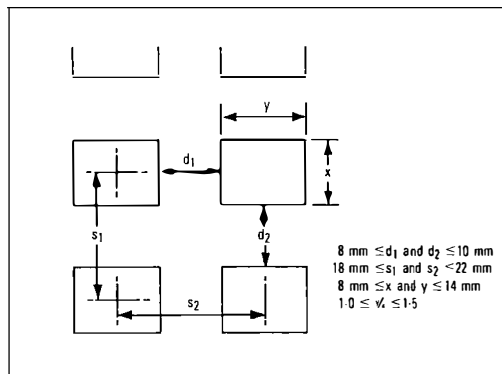 y
d₁
x
s₁
d₂
s₂
8 mm ≤d₁ and d₂ ≤10 mm
18 mm ≤s₁ and s₂ <22 mm
8 mm ≤x and y ≤14 mm
1·0 ≤ y/x ≤1·5